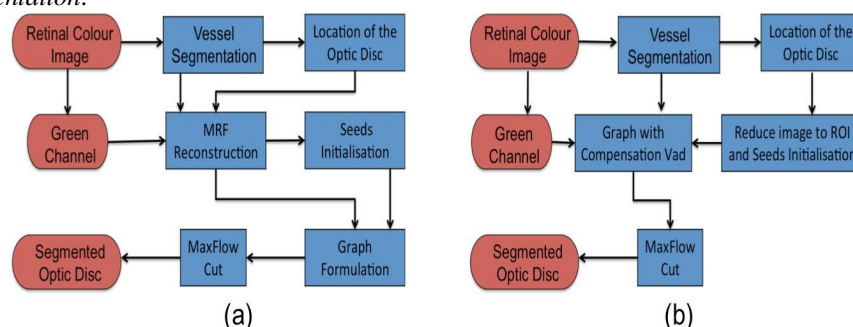 entation.
Retinal Colour
Image
Vessel
Segmentation
Location of the
Optic Disc
Green
Channel
MRF
Reconstruction
Seeds
Initialisation
Segmented
Optic Disc
MaxFlow
Cut
Graph
Formulation
(a)
Retinal Colour
Image
Vessel
Segmentation
Location of the
Optic Disc
Green
Channel
Graph with
Compensation Vad
Reduce image to ROI
and Seeds Initialisation
Segmented
Optic Disc
MaxFlow
Cut
(b)